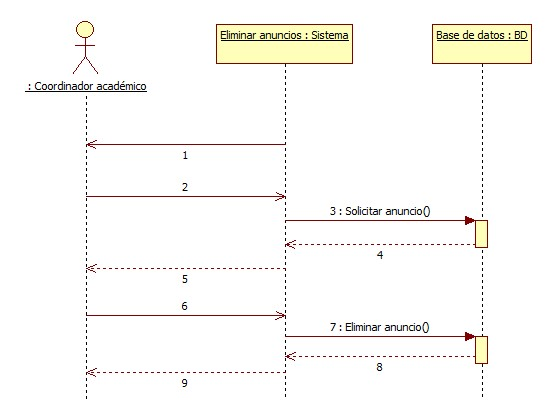 Eliminar anuncios : Sistema
Base de datos : BD
: Coordinador académico
1
2
3 : Solicitar anuncio()
4
5
6
7 : Eliminar anuncio()
8
9